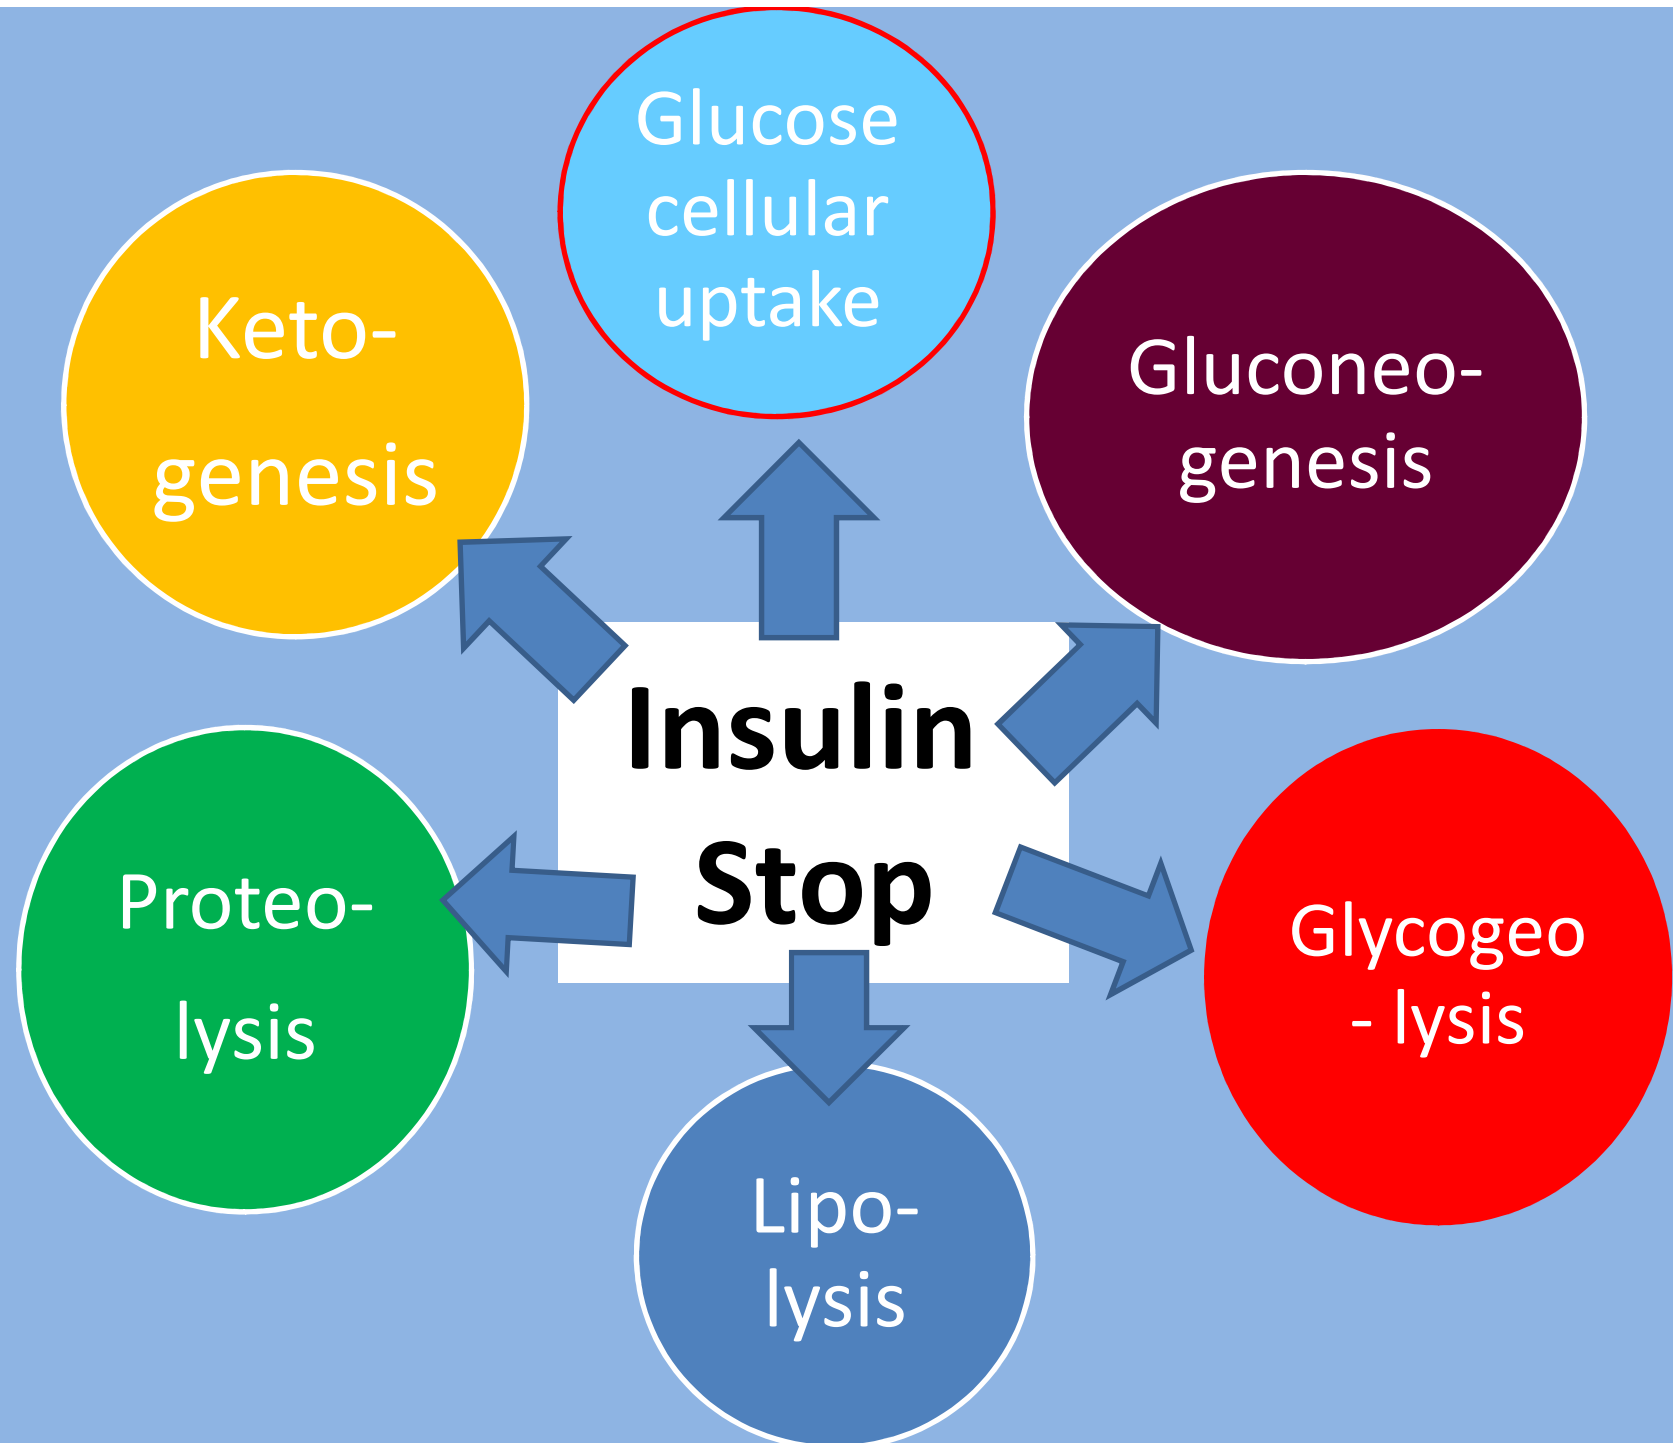 Glucose
cellular
uptake
Keto-
genesis
Gluconeo-
genesis
Insulin
Stop
Proteo-
lysis
Glycogeo
- lysis
Lipo-
lysis